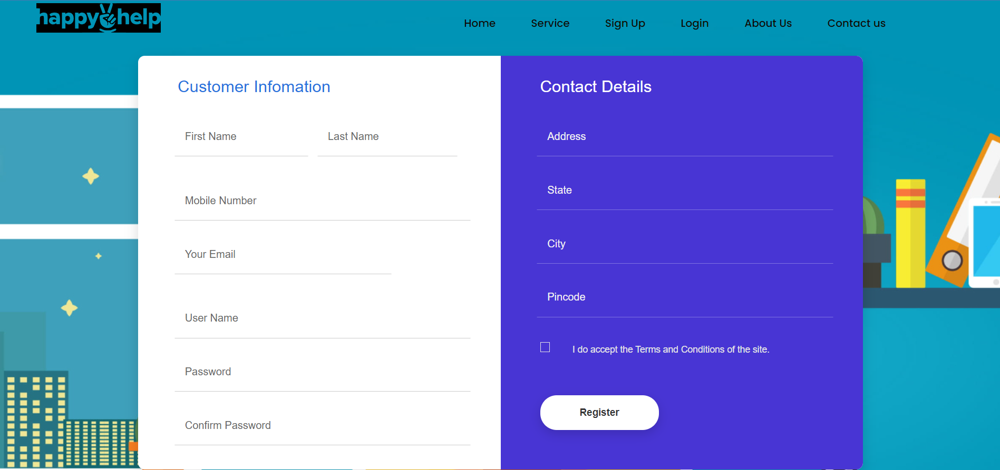 happy help
Home Service Sign Up Login About Us Contact us
Customer Infomation
First Name Last Name
Mobile Number
Your Email
User Name
Password
Confirm Password
Contact Details
Address
State
City
Pincode
I do accept the Terms and Conditions of the site.
Register